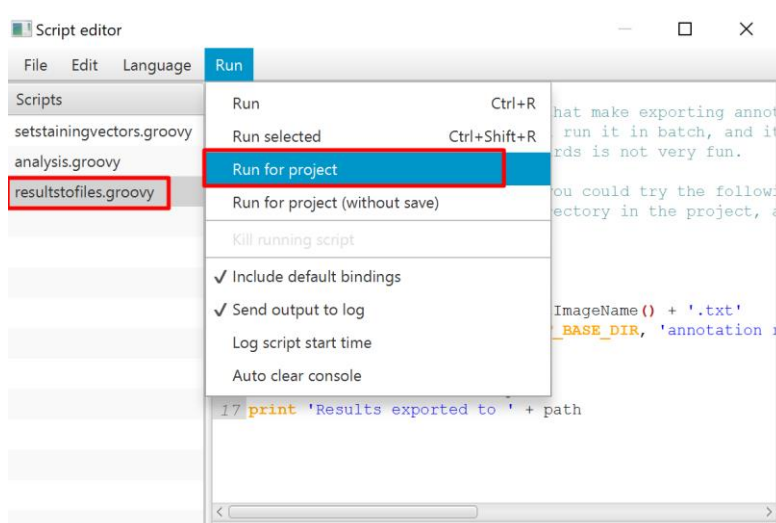 Script editor
File Edit Language Run
Scripts
setstainingvectors.groovy
analysis.groovy
resultstofiles.groovy
Run Ctrl+R
Run selected Ctrl+Shift+R
Run for project
Run for project (without save)
Kill running script
✓ Include default bindings
✓ Send output to log
Log script start time
Auto clear console
hat make exporting annot
run it in batch, and it
rds is not very fun.
ou could try the followi
ectory in the project, a
ImageName() + '.txt'
_BASE_DIR, 'annotation
17 print 'Results exported to ' + path